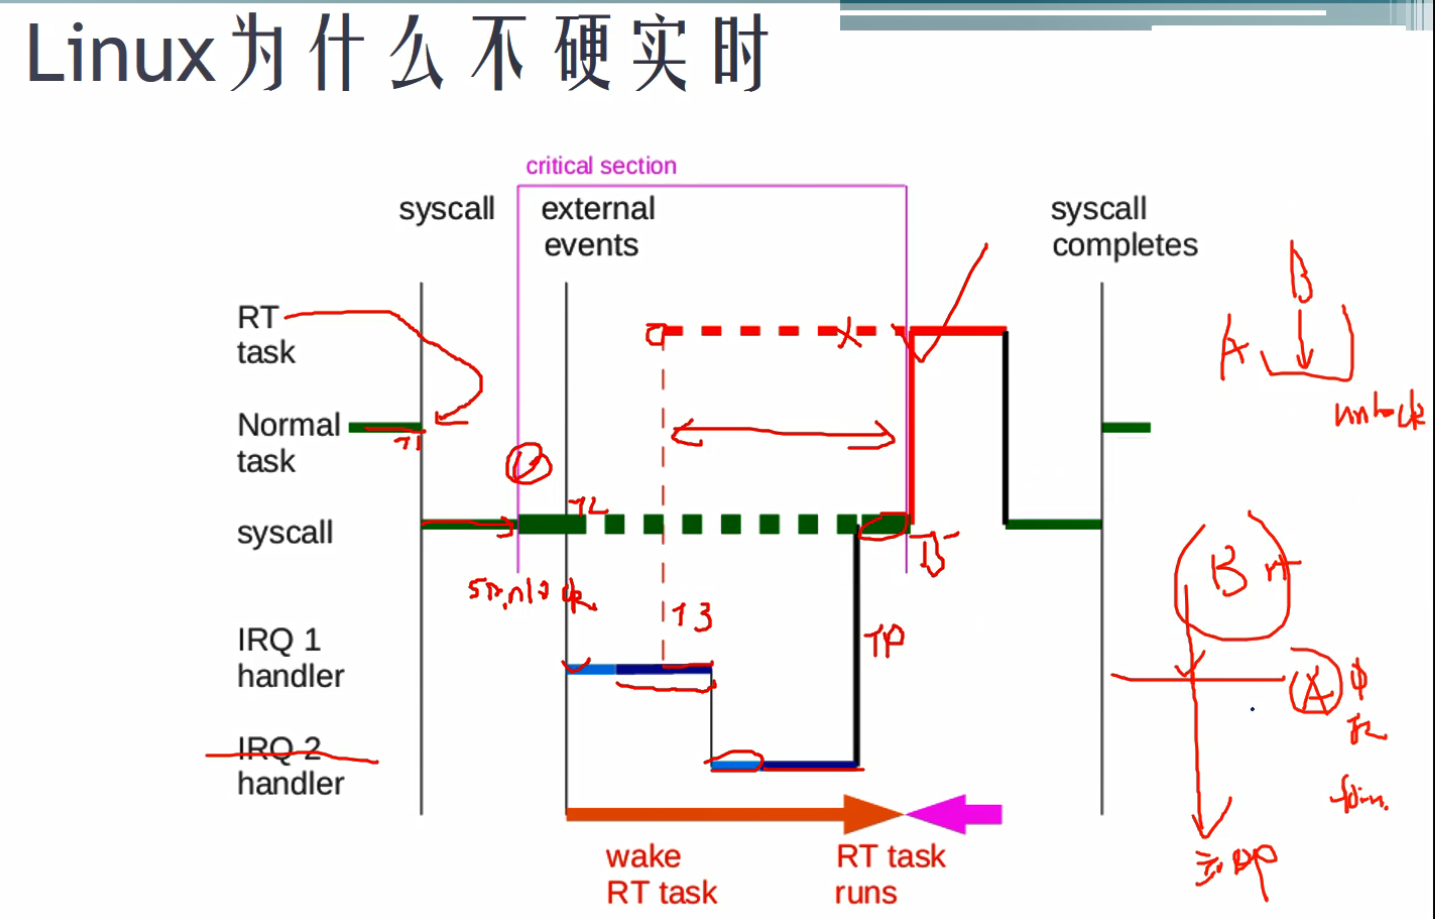 Linux为什么不硬实时
critical section
syscall
external
events
syscall
completes
RT
task
Normal
task
syscall
IRQ 1
handler
IRQ 2
handler
wake
RT task
RT task
runs
T1
T2
T3
T4
T5
spinlock
A
B
unlock
B rt
A